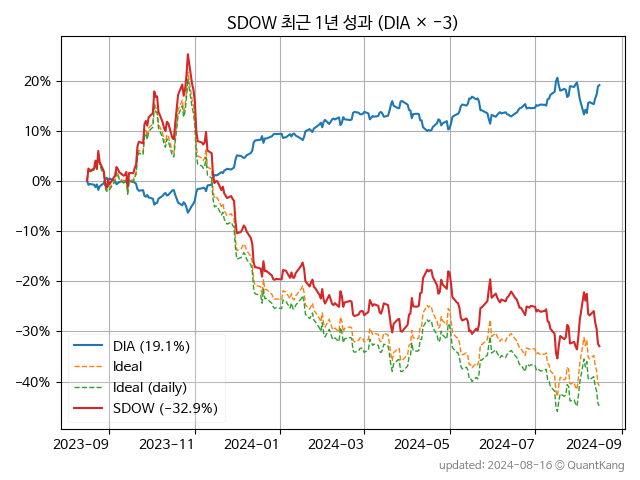 SDOW 최근 1년 성과 (DIA × −3)
20%
10%
0%
−10%
−20%
−30%
−40%
DIA (19.1%)
Ideal
Ideal (daily)
SDOW (−32.9%)
2023−09
2023−11
2024−01
2024−03
2024−05
2024−07
2024−09
updated: 2024−08−16 ⓒ QuantKang